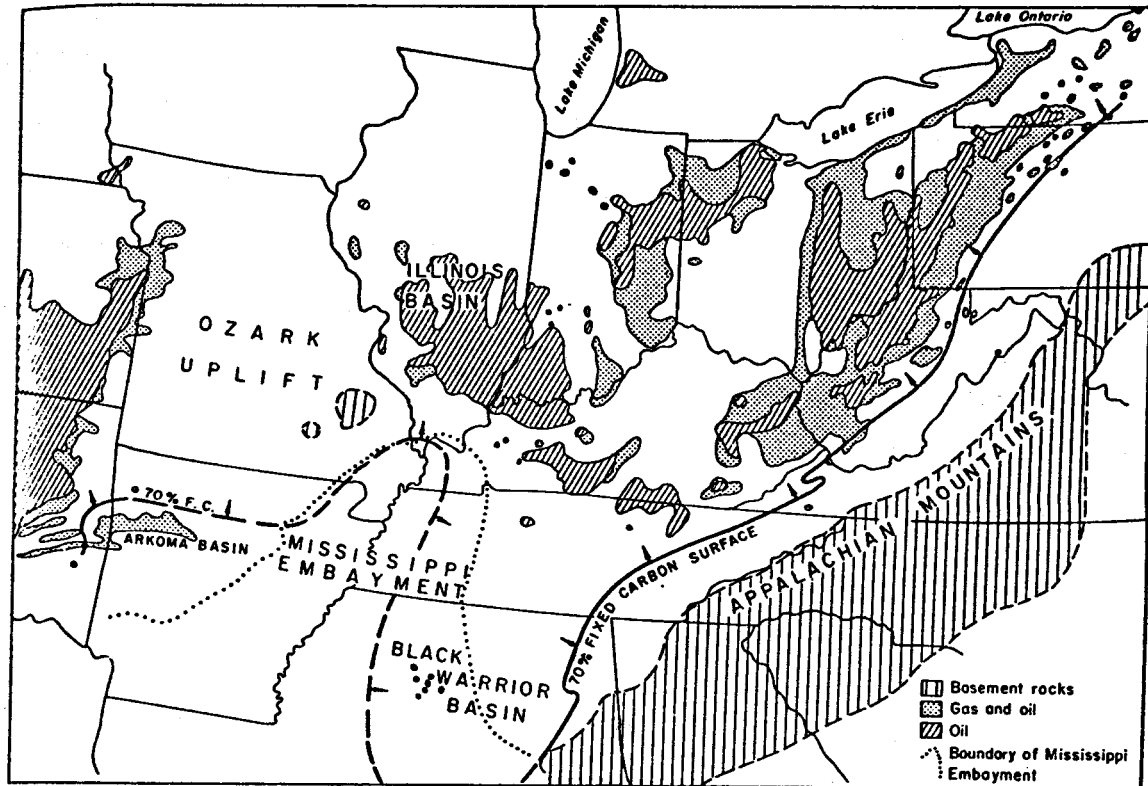 Lake Ontario
Lake Michigan
Lake Erie
ILLINOIS
BASIN
OZARK
UPLIFT
70% F.C.
ARKOMA BASIN
MISSISSIPPI
EMBAYMENT
70% FIXED CARBON SURFACE
APPALACHIAN MOUNTAINS
BLACK
WARRIOR
BASIN
Basement rocks
Gas and oil
Oil
Boundary of Mississippi
Embayment